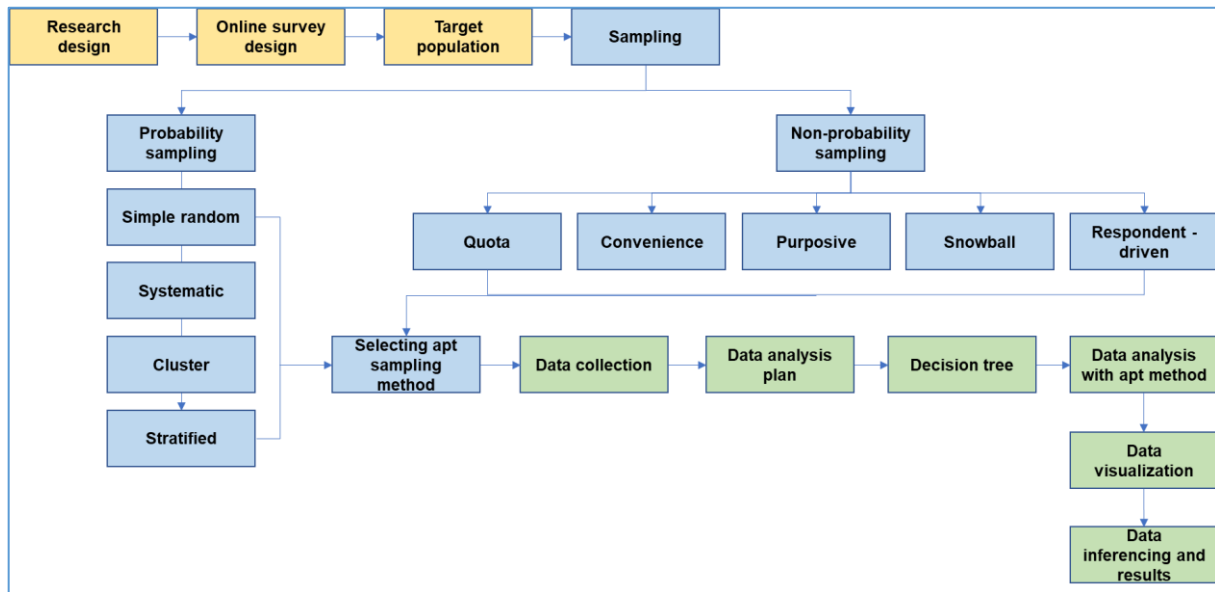 Research
design
Online survey
design
Target
population
Sampling
Probability
sampling
Non-probability
sampling
Simple random
Systematic
Cluster
Stratified
Quota
Convenience
Purposive
Snowball
Respondent -
driven
Selecting apt
sampling
method
Data collection
Data analysis
plan
Decision tree
Data analysis
with apt method
Data
visualization
Data
inferencing and
results